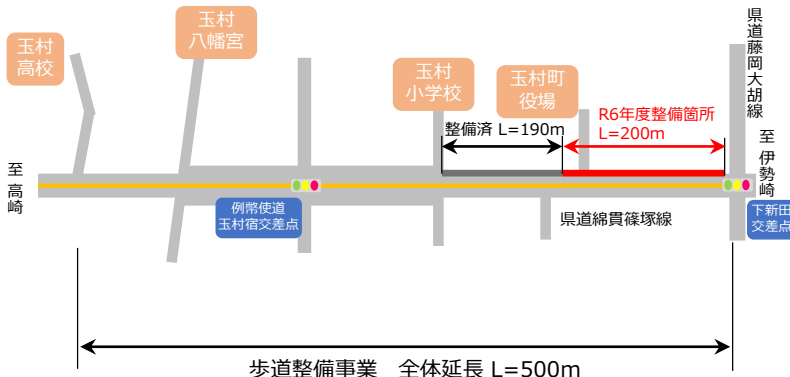 玉村
高校
玉村
八幡宮
玉村
小学校
玉村町
役場
県道藤岡大胡線
整備済 L=190m
R6年度整備箇所
L=200m
至 高崎
至 伊勢崎
例幣使道
玉村宿交差点
県道綿貫篠塚線
下新田
交差点
歩道整備事業　全体延長 L=500m